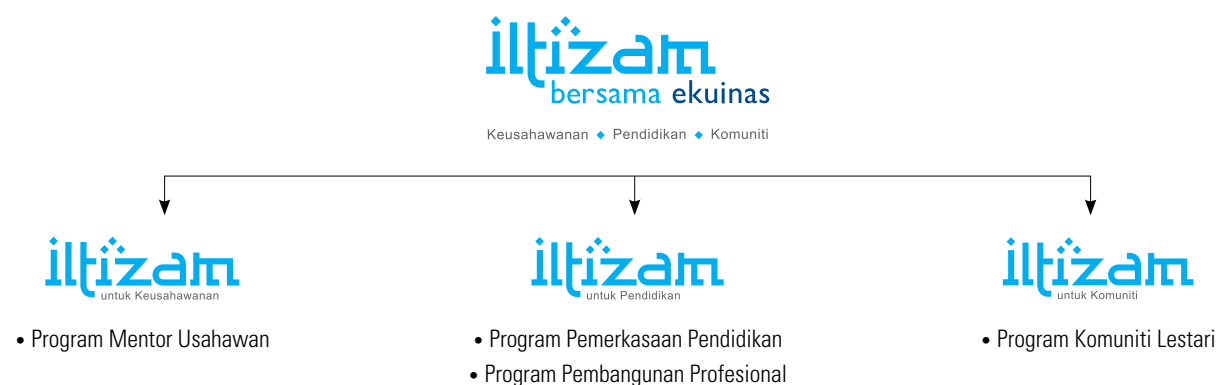 iltizam
bersama ekuinas
Keusahawanan ◆ Pendidikan ◆ Komuniti
iltizam
untuk Keusahawanan
• Program Mentor Usahawan
iltizam
untuk Pendidikan
• Program Pemerkasaan Pendidikan
• Program Pembangunan Profesional
iltizam
untuk Komuniti
• Program Komuniti Lestari